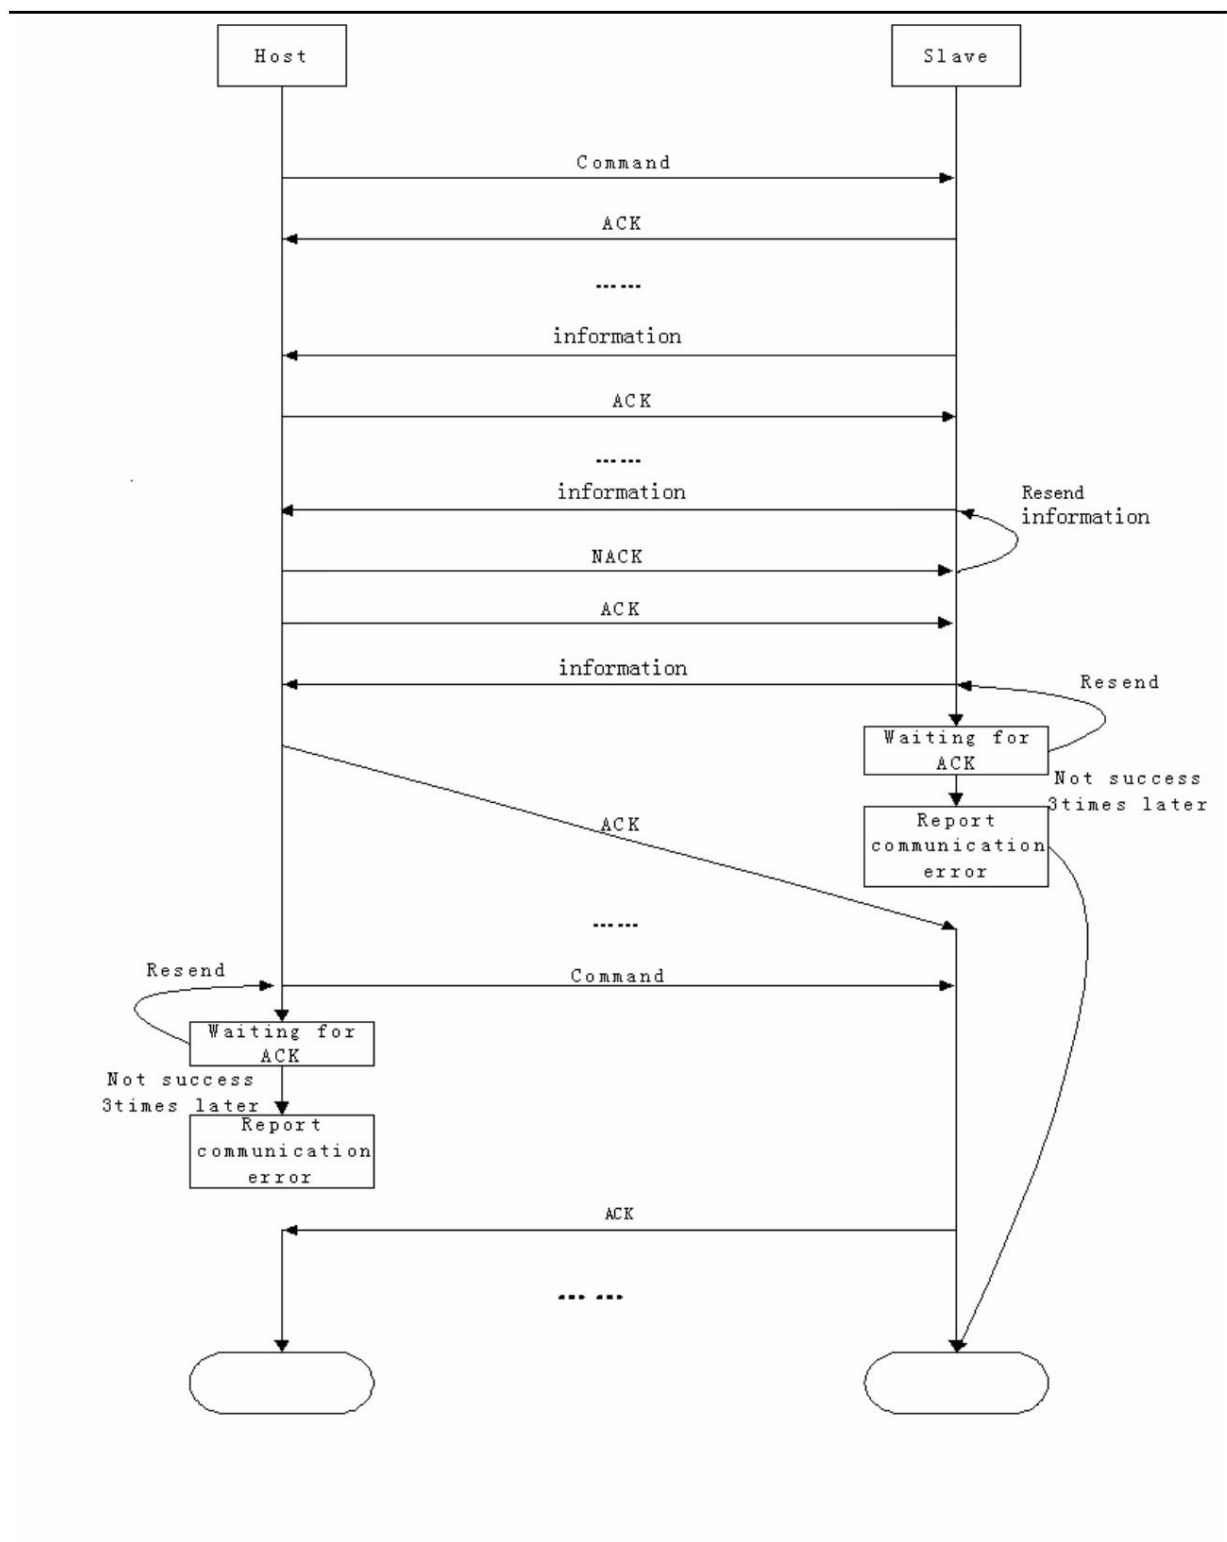 Host
Slave
Command
ACK
……
information
ACK
……
information
Resend
information
NACK
ACK
information
Resend
Waiting for
ACK
Not success
3times later
Report
communication
error
ACK
……
Resend
Command
Waiting for
ACK
Not success
3times later
Report
communication
error
ACK
… …